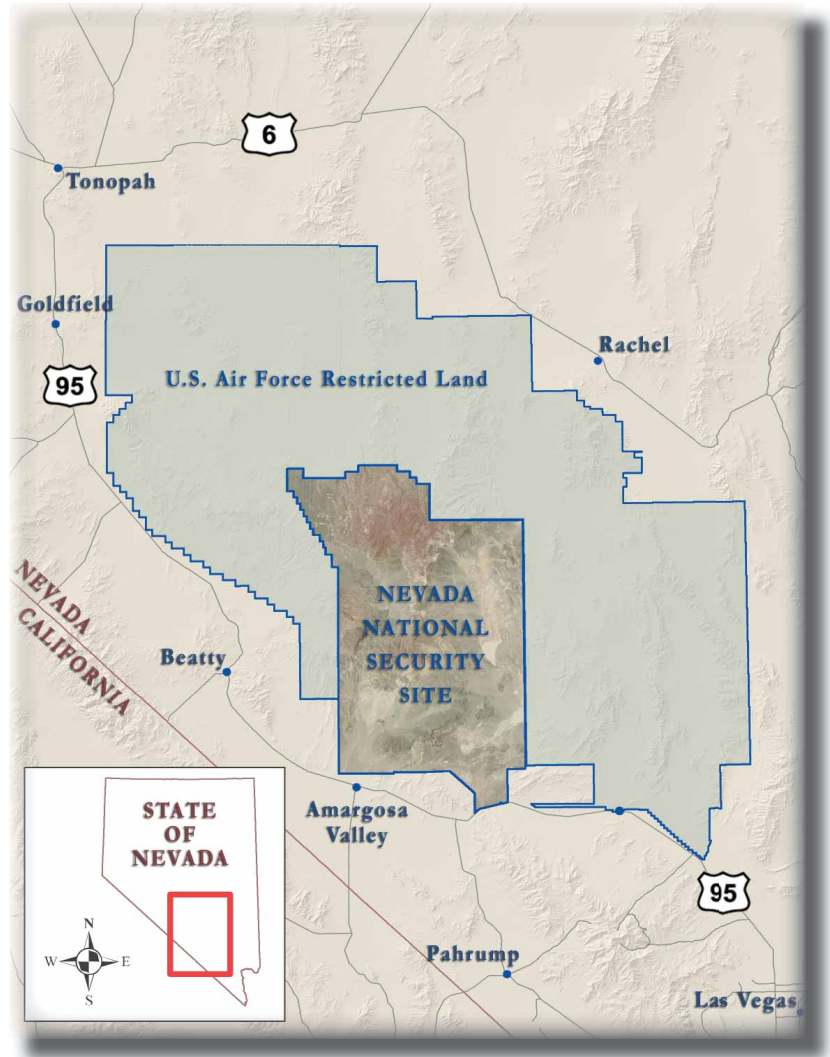 6
Tonopah
Goldfield
Rachel
95
U.S. Air Force Restricted Land
NEVADA
NATIONAL
SECURITY
SITE
NEVADA
CALIFORNIA
Beatty
Amargosa
Valley
STATE
OF
NEVADA
N
W
E
S
95
Pahrump
Las Vegas